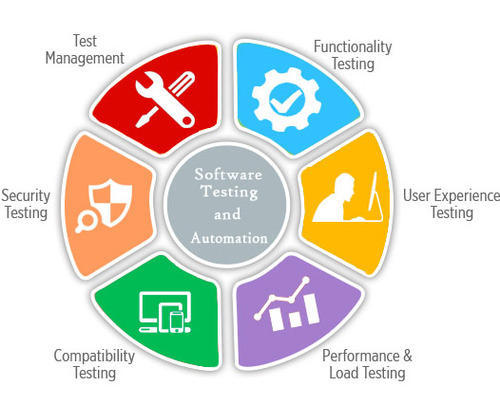 Test
Management
Functionality
Testing
Security
Testing
Software
Testing
and
Automation
User Experience
Testing
Compatibility
Testing
Performance &
Load Testing